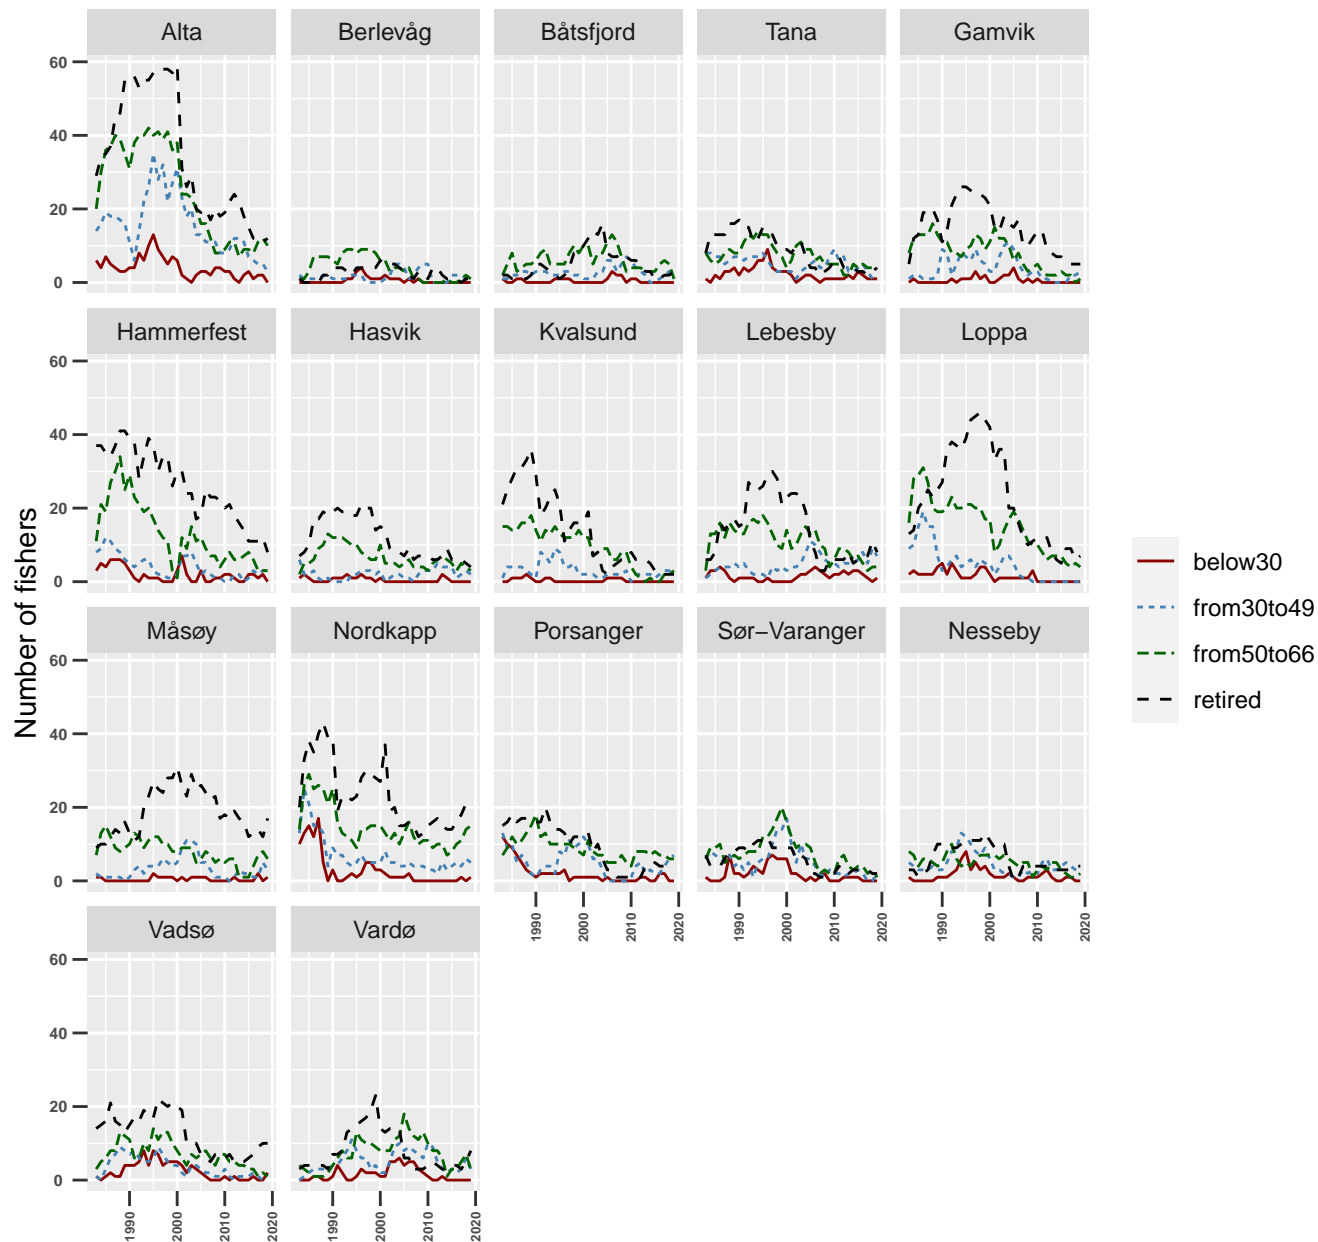 Alta Berlevåg Båtsfjord Tana Gamvik
60
40
20
0
Hammerfest Hasvik Kvalsund Lebesby Loppa
60
40
20
0
Number of fishers
below30
from30to49
from50to66
retired
Måsøy Nordkapp Porsanger Sør−Varanger Nesseby
60
40
20
0
1990 2000 2010 2020 1990 2000 2010 2020 1990 2000 2010 2020
Vadsø Vardø
60
40
20
0
1990 2000 2010 2020 1990 2000 2010 2020